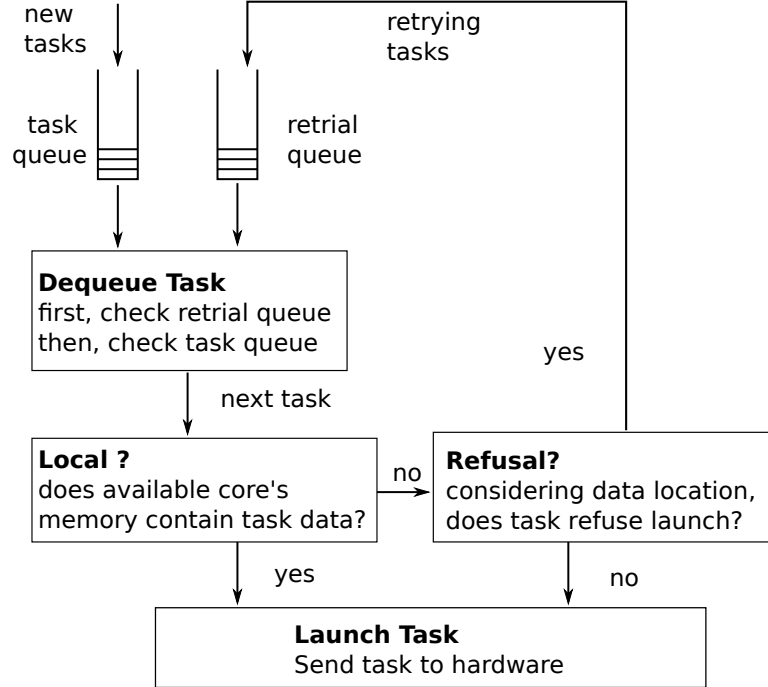 new
tasks
retrying
tasks
task
queue
retrial
queue
Dequeue Task
first, check retrial queue
then, check task queue
yes
next task
Local ?
does available core's
memory contain task data?
no
Refusal?
considering data location,
does task refuse launch?
yes
no
Launch Task
Send task to hardware